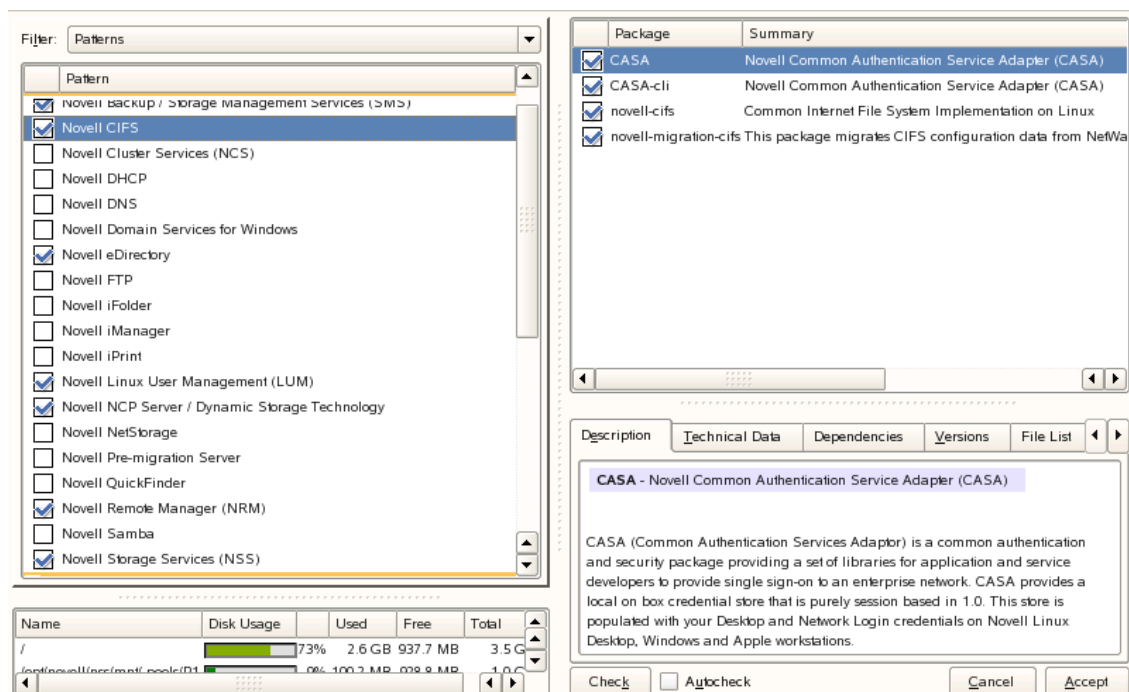 Filter: Patterns
Pattern
Novell Backup / Storage Management Services (SMS)
Novell CIFS
Novell Cluster Services (NCS)
Novell DHCP
Novell DNS
Novell Domain Services for Windows
Novell eDirectory
Novell FTP
Novell iFolder
Novell iManager
Novell iPrint
Novell Linux User Management (LUM)
Novell NCP Server / Dynamic Storage Technology
Novell NetStorage
Novell Pre-migration Server
Novell QuickFinder
Novell Remote Manager (NRM)
Novell Samba
Novell Storage Services (NSS)
Name Disk Usage Used Free Total
/ 73% 2.6 GB 937.7 MB 3.5 G
0% 100.2 MB 928.8 MB 1.0 G
Package Summary
CASA Novell Common Authentication Service Adapter (CASA)
CASA-cli Novell Common Authentication Service Adapter (CASA)
novell-cifs Common Internet File System Implementation on Linux
novell-migration-cifs This package migrates CIFS configuration data from NetWa
Description Technical Data Dependencies Versions File List
CASA - Novell Common Authentication Service Adapter (CASA)
CASA (Common Authentication Services Adaptor) is a common authentication
and security package providing a set of libraries for application and service
developers to provide single sign-on to an enterprise network. CASA provides a
local on box credential store that is purely session based in 1.0. This store is
populated with your Desktop and Network Login credentials on Novell Linux
Desktop, Windows and Apple workstations.
Check Autocheck Cancel Accept